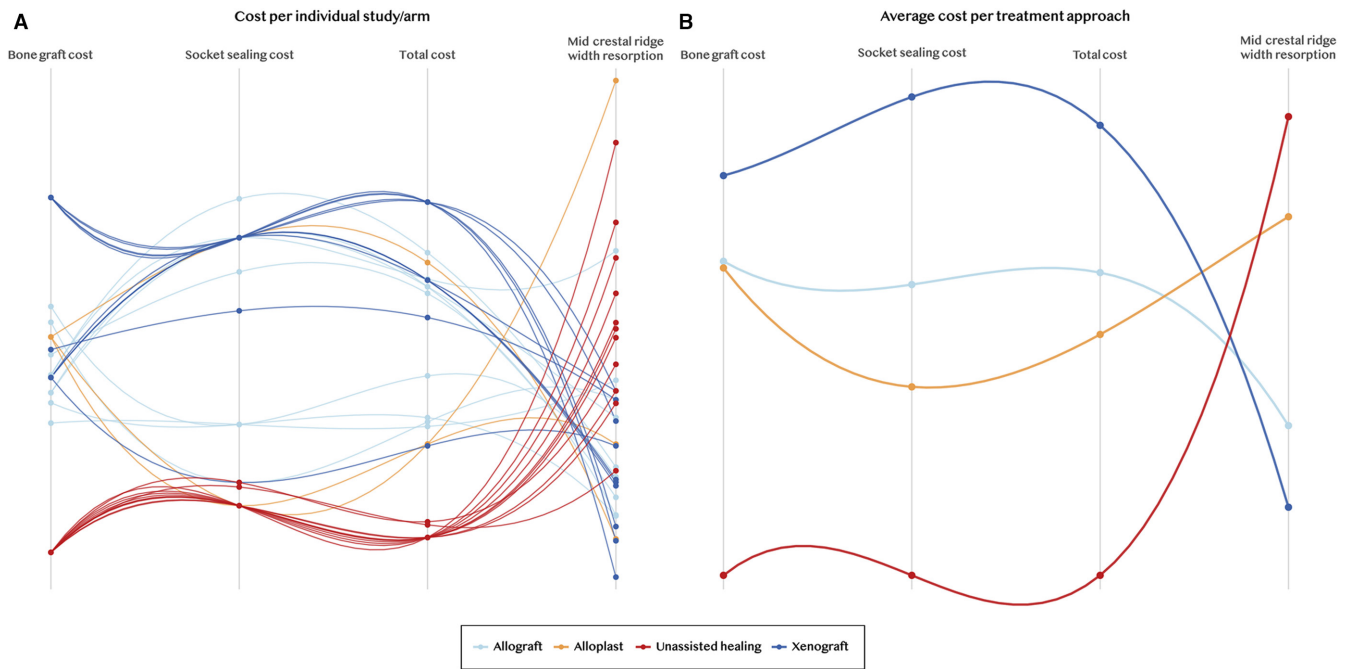 A
Cost per individual study/arm
Bone graft cost
Socket sealing cost
Total cost
Mid crestal ridge
width resorption
B
Average cost per treatment approach
Bone graft cost
Socket sealing cost
Total cost
Mid crestal ridge
width resorption
Allograft
Alloplast
Unassisted healing
Xenograft